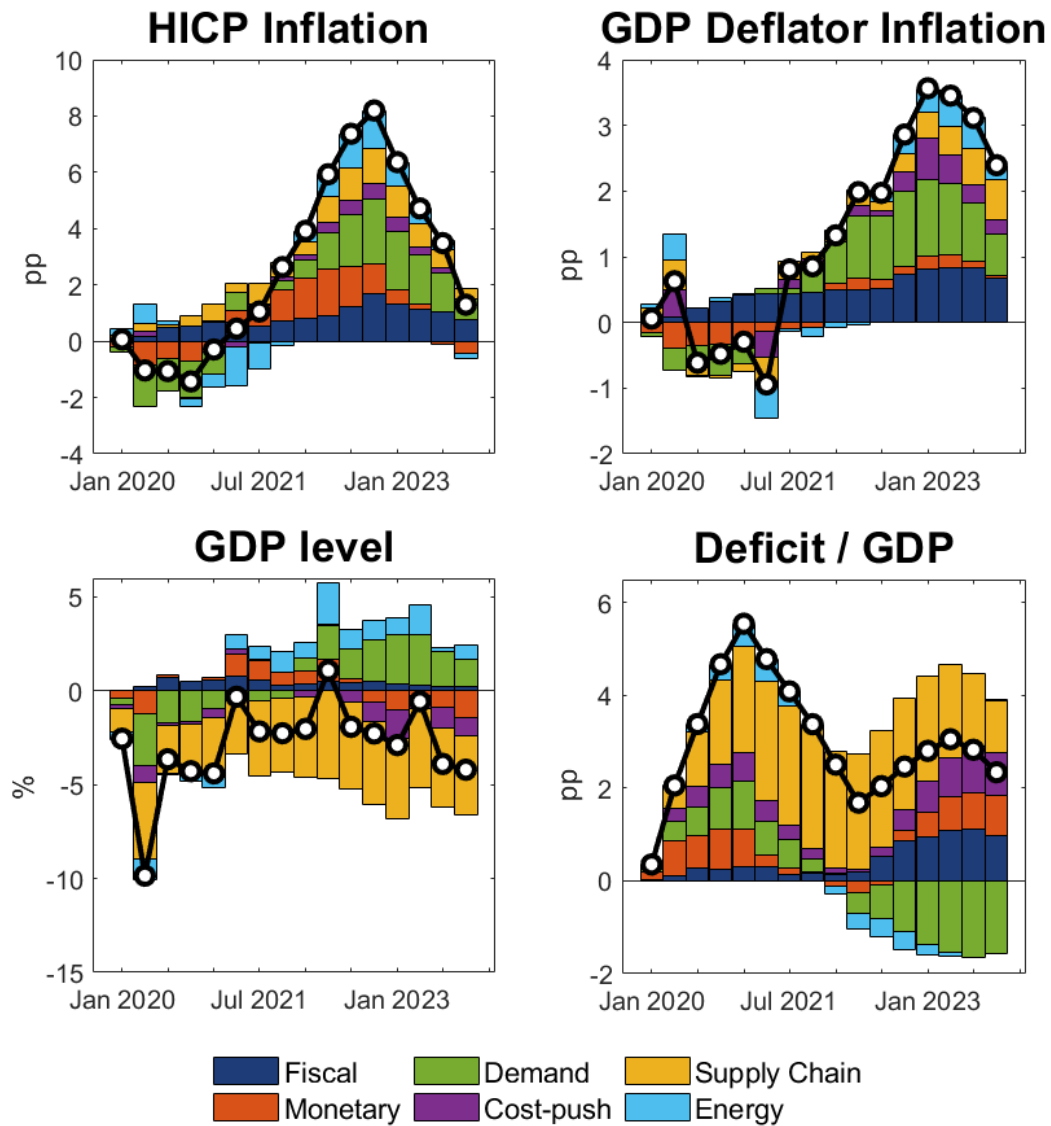 HICP Inflation
GDP Deflator Inflation
10
8
6
4
2
0
-2
-4
pp
Jan 2020 Jul 2021 Jan 2023
4
3
2
1
0
-1
-2
pp
Jan 2020 Jul 2021 Jan 2023
GDP level
Deficit / GDP
5
0
-5
-10
-15
%
Jan 2020 Jul 2021 Jan 2023
6
4
2
0
-2
pp
Jan 2020 Jul 2021 Jan 2023
Fiscal Demand Supply Chain
Monetary Cost-push Energy